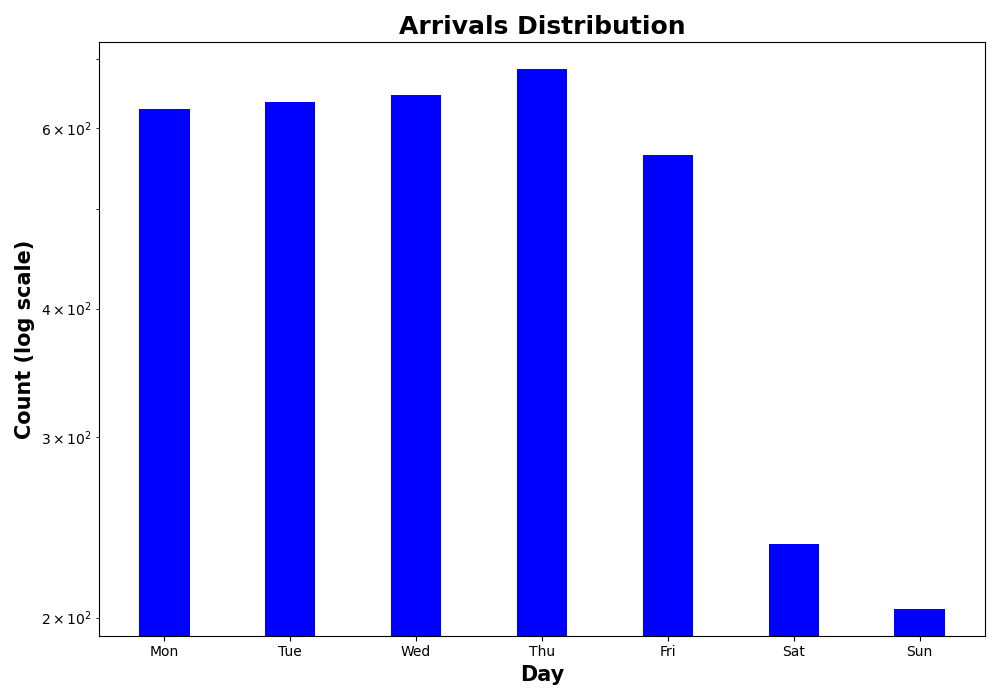 Arrivals Distribution
Count (log scale)
6 × 10²
4 × 10²
3 × 10²
2 × 10²
Mon Tue Wed Thu Fri Sat Sun
Day